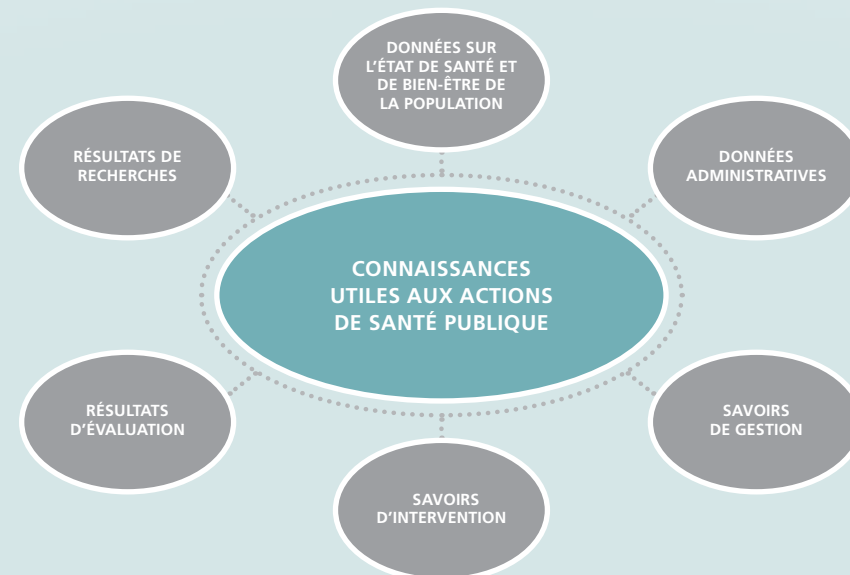 DONNÉES SUR
L'ÉTAT DE SANTÉ ET
DE BIEN-ÊTRE DE
LA POPULATION
RÉSULTATS DE
RECHERCHES
DONNÉES
ADMINISTRATIVES
CONNAISSANCES
UTILES AUX ACTIONS
DE SANTÉ PUBLIQUE
RÉSULTATS
D'ÉVALUATION
SAVOIRS
DE GESTION
SAVOIRS
D'INTERVENTION